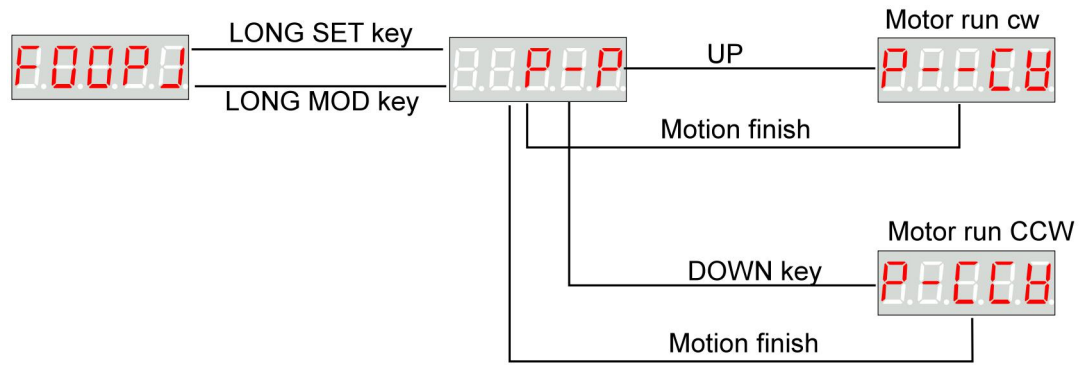 Motor run cw
LONG SET key
F00PJ
P-P
UP
P--CW
LONG MOD key
Motion finish
Motor run CCW
DOWN key
P-CCW
Motion finish